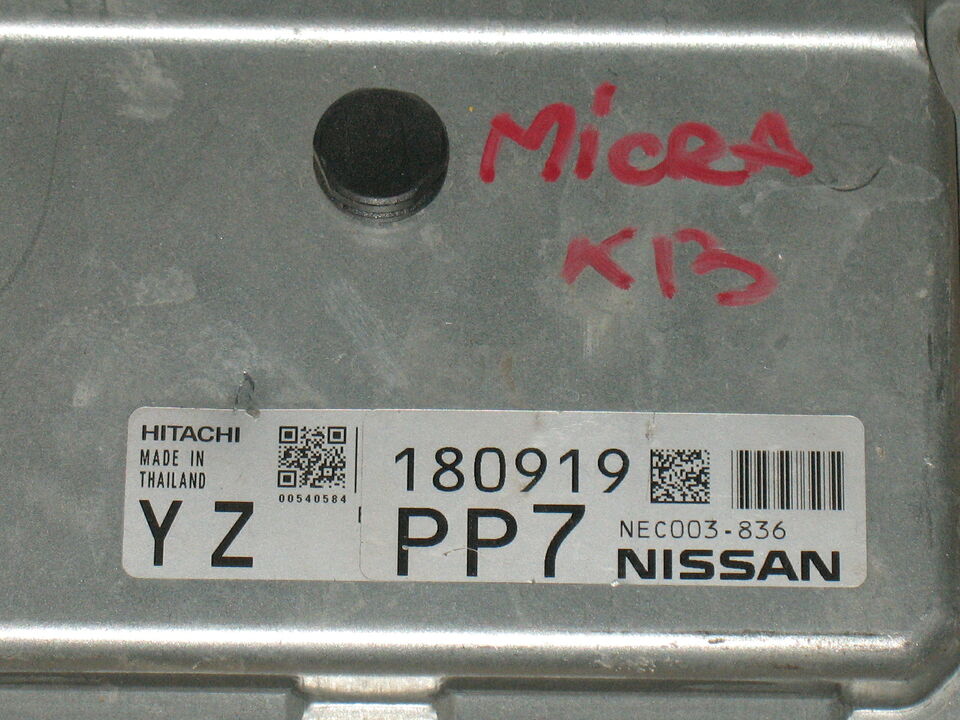 MicRA
K13
HITACHI
MADE IN
THAILAND
00540584
YZ
180919
PP7
NEC003-836
NISSAN